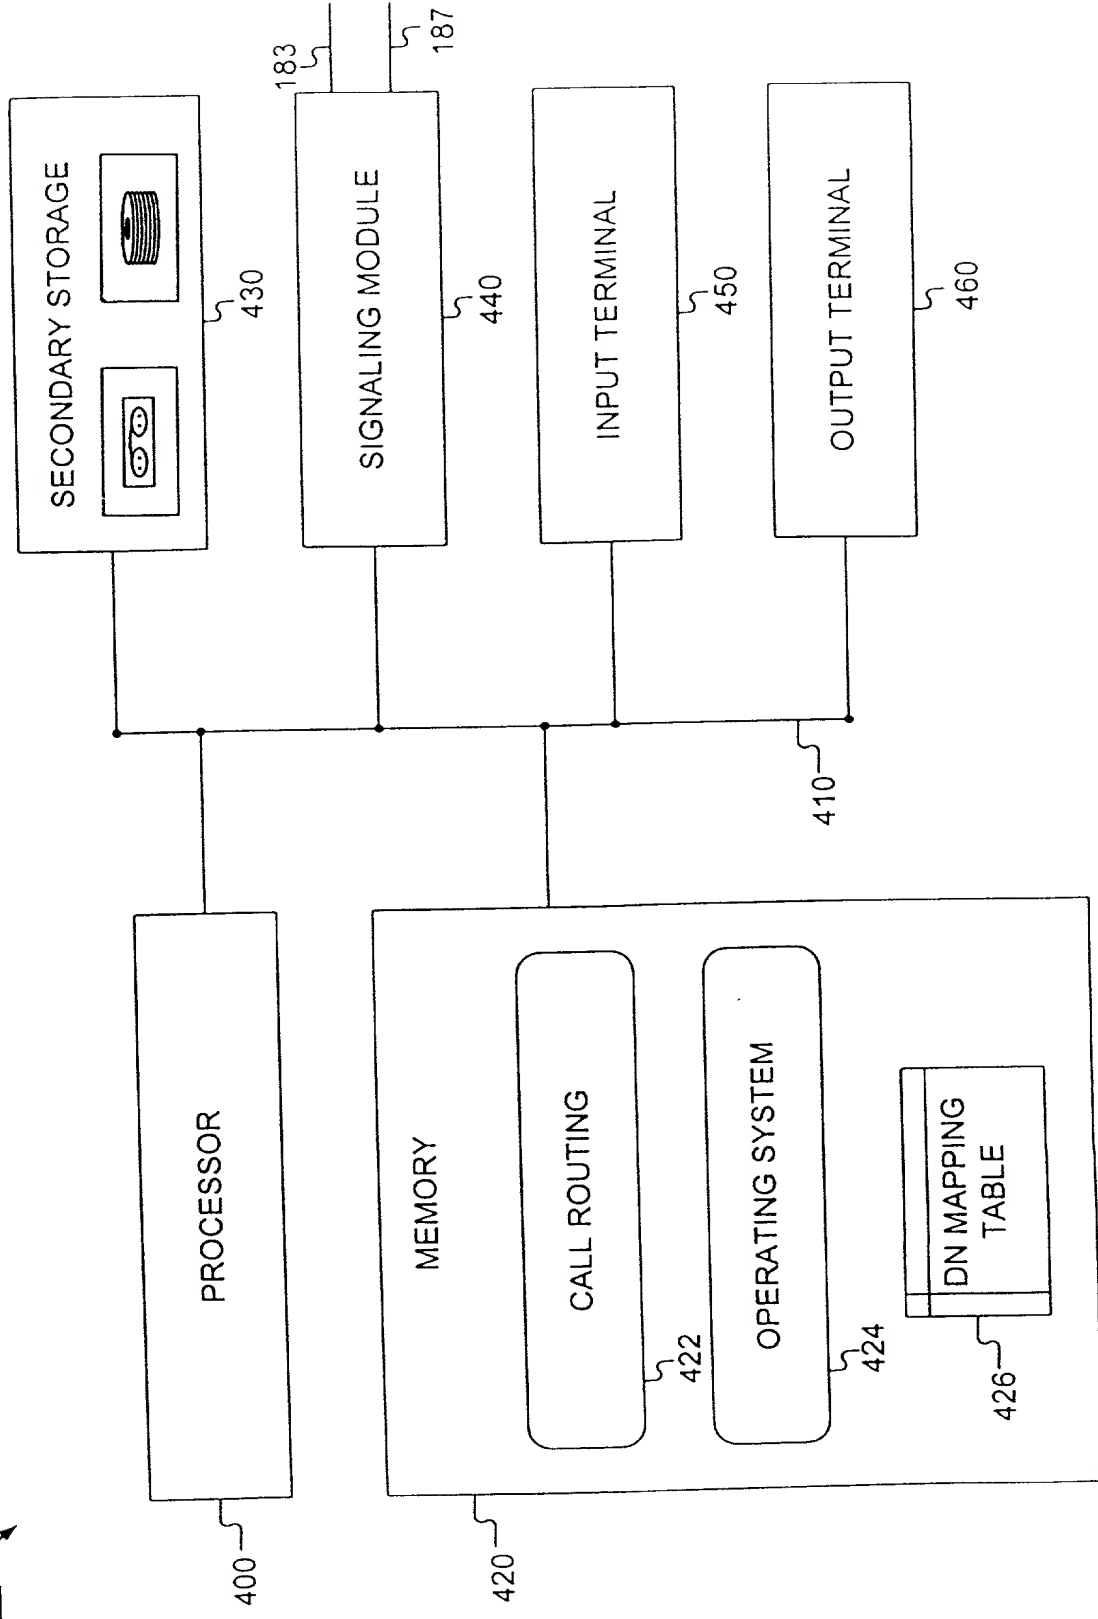 400
PROCESSOR
420
MEMORY
CALL ROUTING
422
OPERATING SYSTEM
424
DN MAPPING
TABLE
426
410
SECONDARY STORAGE
430
183
187
SIGNALING MODULE
440
INPUT TERMINAL
450
OUTPUT TERMINAL
460